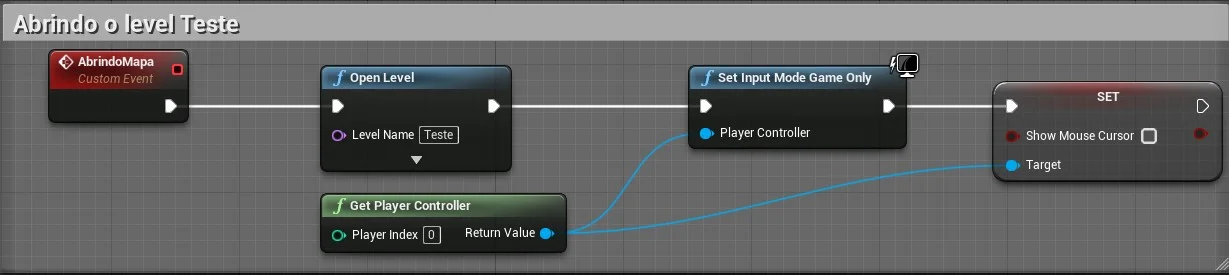 Abrindo o level Teste
AbrindoMapa
Custom Event
f Open Level
Level Name Teste
f Set Input Mode Game Only
Player Controller
SET
Show Mouse Cursor
Target
f Get Player Controller
Player Index 0 Return Value